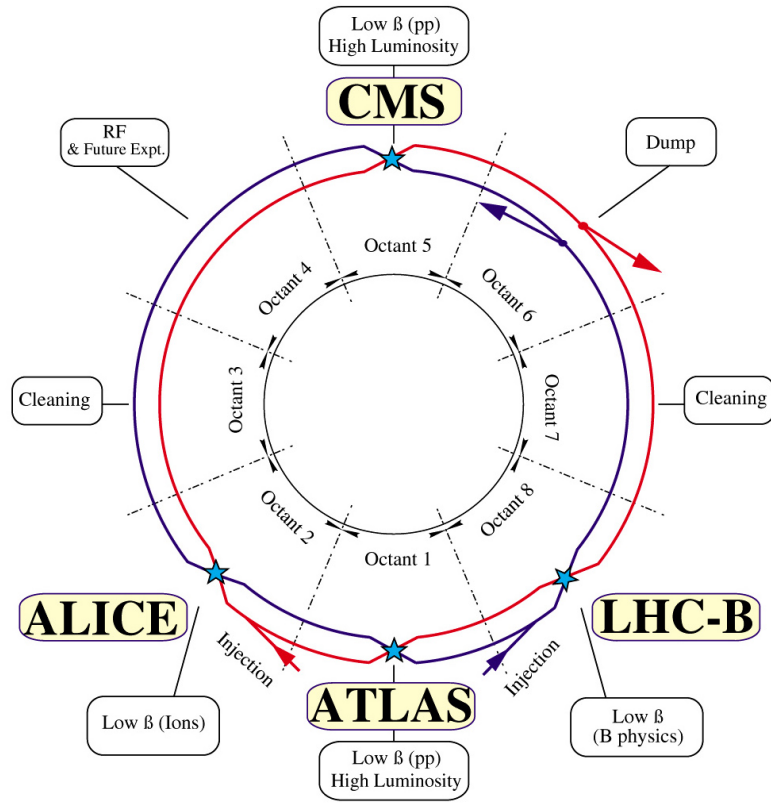 Low ß (pp)
High Luminosity
CMS
RF
& Future Expt.
Dump
Octant 5
Octant 4
Octant 6
Cleaning
Octant 3
Octant 7
Cleaning
Octant 2
Octant 8
Octant 1
ALICE
LHC-B
Injection
Injection
ATLAS
Low ß (Ions)
Low ß
(B physics)
Low ß (pp)
High Luminosity